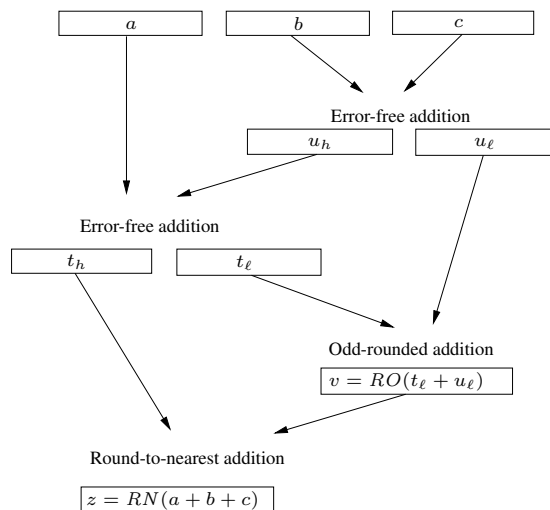 a b c
Error-free addition
u_h u_ℓ
Error-free addition
t_h t_ℓ
Odd-rounded addition
v = RO(t_ℓ + u_ℓ)
Round-to-nearest addition
z = RN(a + b + c)